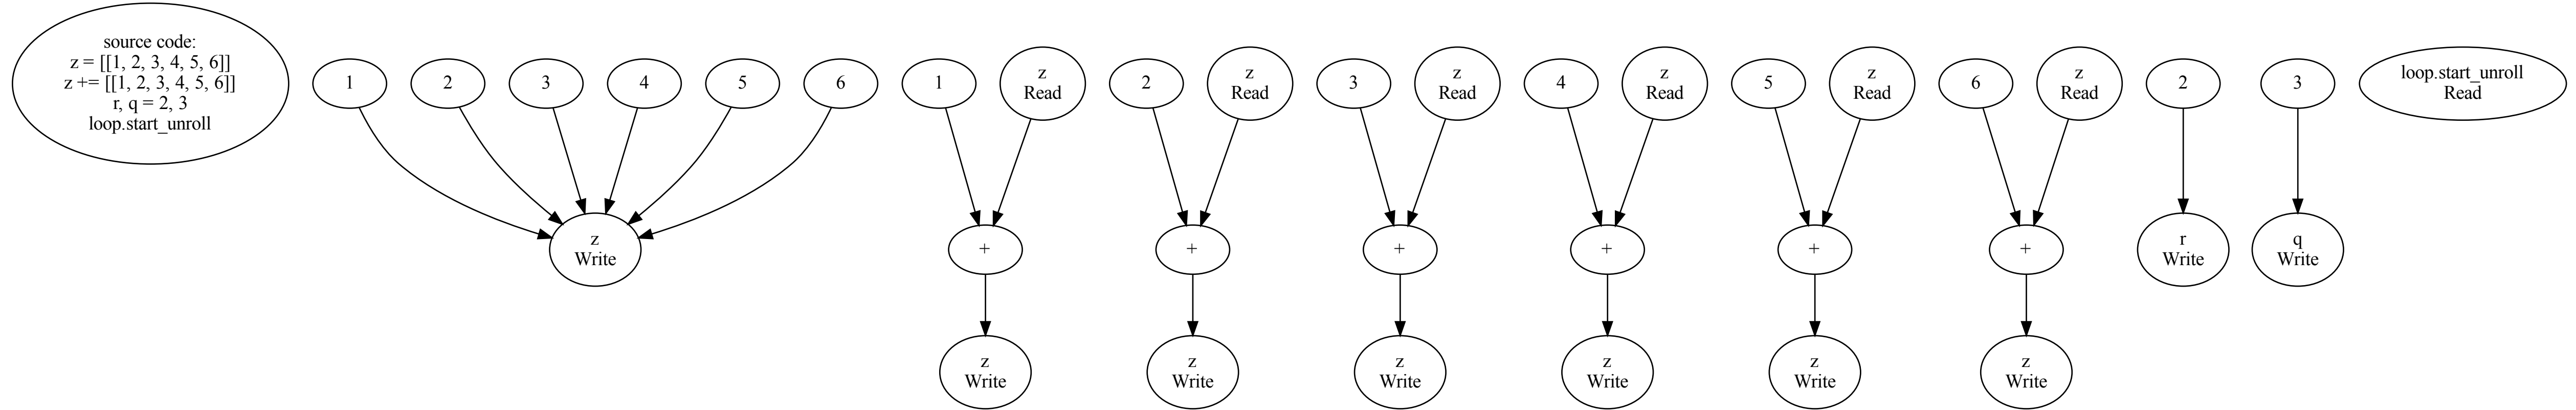 source code:
z = [[1, 2, 3, 4, 5, 6]]
z += [[1, 2, 3, 4, 5, 6]]
r, q = 2, 3
loop.start_unroll
1
2
3
4
5
6
1
z
Read
2
z
Read
3
z
Read
4
z
Read
5
z
Read
6
z
Read
2
3
loop.start_unroll
Read
z
Write
+
+
+
+
+
+
r
Write
q
Write
z
Write
z
Write
z
Write
z
Write
z
Write
z
Write